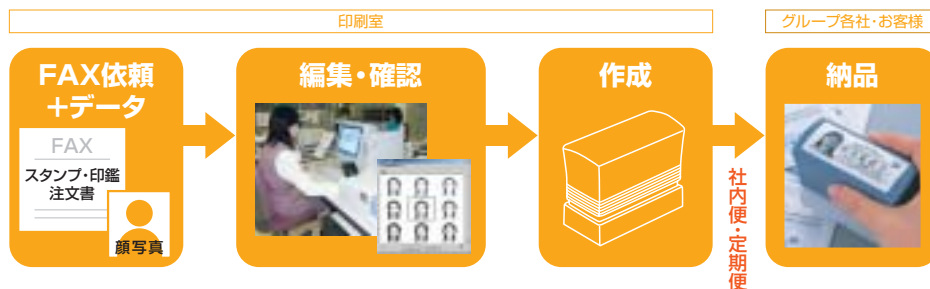 印刷室
グループ各社・お客様
FAX依頼
＋データ
FAX
スタンプ・印鑑
注文書
顔写真
編集・確認
作成
社内便・定期便
納品